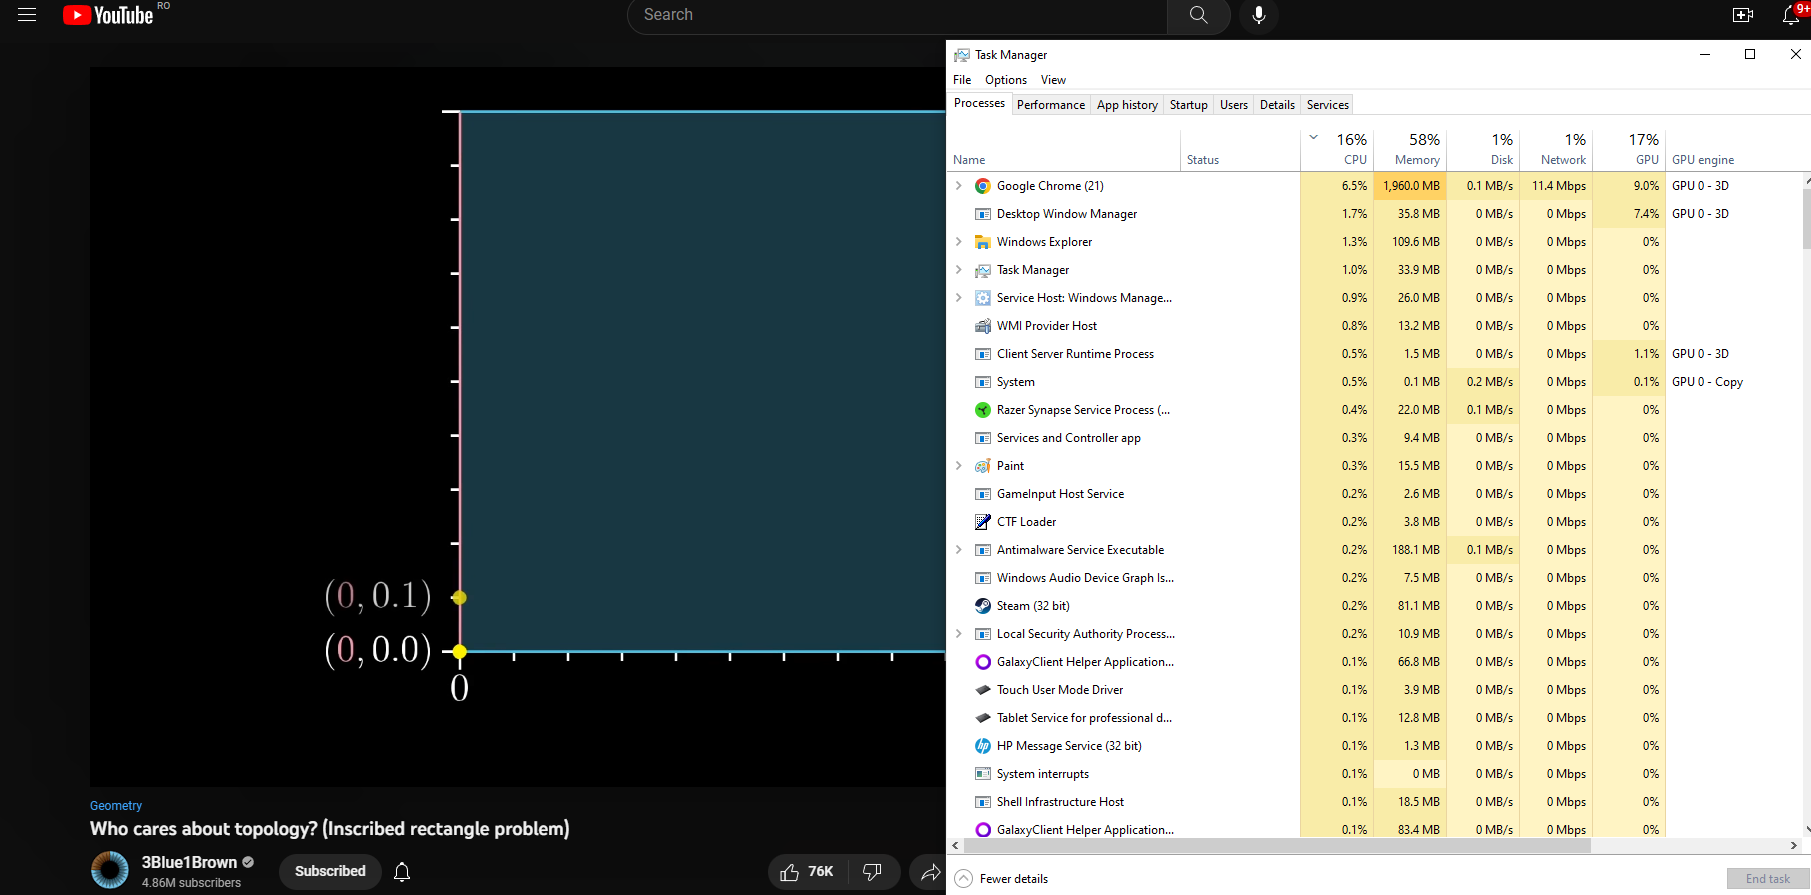 YouTube RO
Search
9+
(0, 0.1)
(0, 0.0)
0
Geometry
Who cares about topology? (Inscribed rectangle problem)
3Blue1Brown
4.86M subscribers
Subscribed
76K
Task Manager
File Options View
Processes Performance App history Startup Users Details Services
16% 58% 1% 1% 17%
Name Status CPU Memory Disk Network GPU GPU engine
Google Chrome (21) 6.5% 1,960.0 MB 0.1 MB/s 11.4 Mbps 9.0% GPU 0 - 3D
Desktop Window Manager 1.7% 35.8 MB 0 MB/s 0 Mbps 7.4% GPU 0 - 3D
Windows Explorer 1.3% 109.6 MB 0 MB/s 0 Mbps 0%
Task Manager 1.0% 33.9 MB 0 MB/s 0 Mbps 0%
Service Host: Windows Manage... 0.9% 26.0 MB 0 MB/s 0 Mbps 0%
WMI Provider Host 0.8% 13.2 MB 0 MB/s 0 Mbps 0%
Client Server Runtime Process 0.5% 1.5 MB 0 MB/s 0 Mbps 1.1% GPU 0 - 3D
System 0.5% 0.1 MB 0.2 MB/s 0 Mbps 0.1% GPU 0 - Copy
Razer Synapse Service Process (... 0.4% 22.0 MB 0.1 MB/s 0 Mbps 0%
Services and Controller app 0.3% 9.4 MB 0 MB/s 0 Mbps 0%
Paint 0.3% 15.5 MB 0 MB/s 0 Mbps 0%
GameInput Host Service 0.2% 2.6 MB 0 MB/s 0 Mbps 0%
CTF Loader 0.2% 3.8 MB 0 MB/s 0 Mbps 0%
Antimalware Service Executable 0.2% 188.1 MB 0.1 MB/s 0 Mbps 0%
Windows Audio Device Graph Is... 0.2% 7.5 MB 0 MB/s 0 Mbps 0%
Steam (32 bit) 0.2% 81.1 MB 0 MB/s 0 Mbps 0%
Local Security Authority Process... 0.2% 10.9 MB 0 MB/s 0 Mbps 0%
GalaxyClient Helper Application... 0.1% 66.8 MB 0 MB/s 0 Mbps 0%
Touch User Mode Driver 0.1% 3.9 MB 0 MB/s 0 Mbps 0%
Tablet Service for professional d... 0.1% 12.8 MB 0 MB/s 0 Mbps 0%
HP Message Service (32 bit) 0.1% 1.3 MB 0 MB/s 0 Mbps 0%
System interrupts 0.1% 0 MB 0 MB/s 0 Mbps 0%
Shell Infrastructure Host 0.1% 18.5 MB 0 MB/s 0 Mbps 0%
GalaxyClient Helper Application... 0.1% 83.4 MB 0 MB/s 0 Mbps 0%
Fewer details
End task